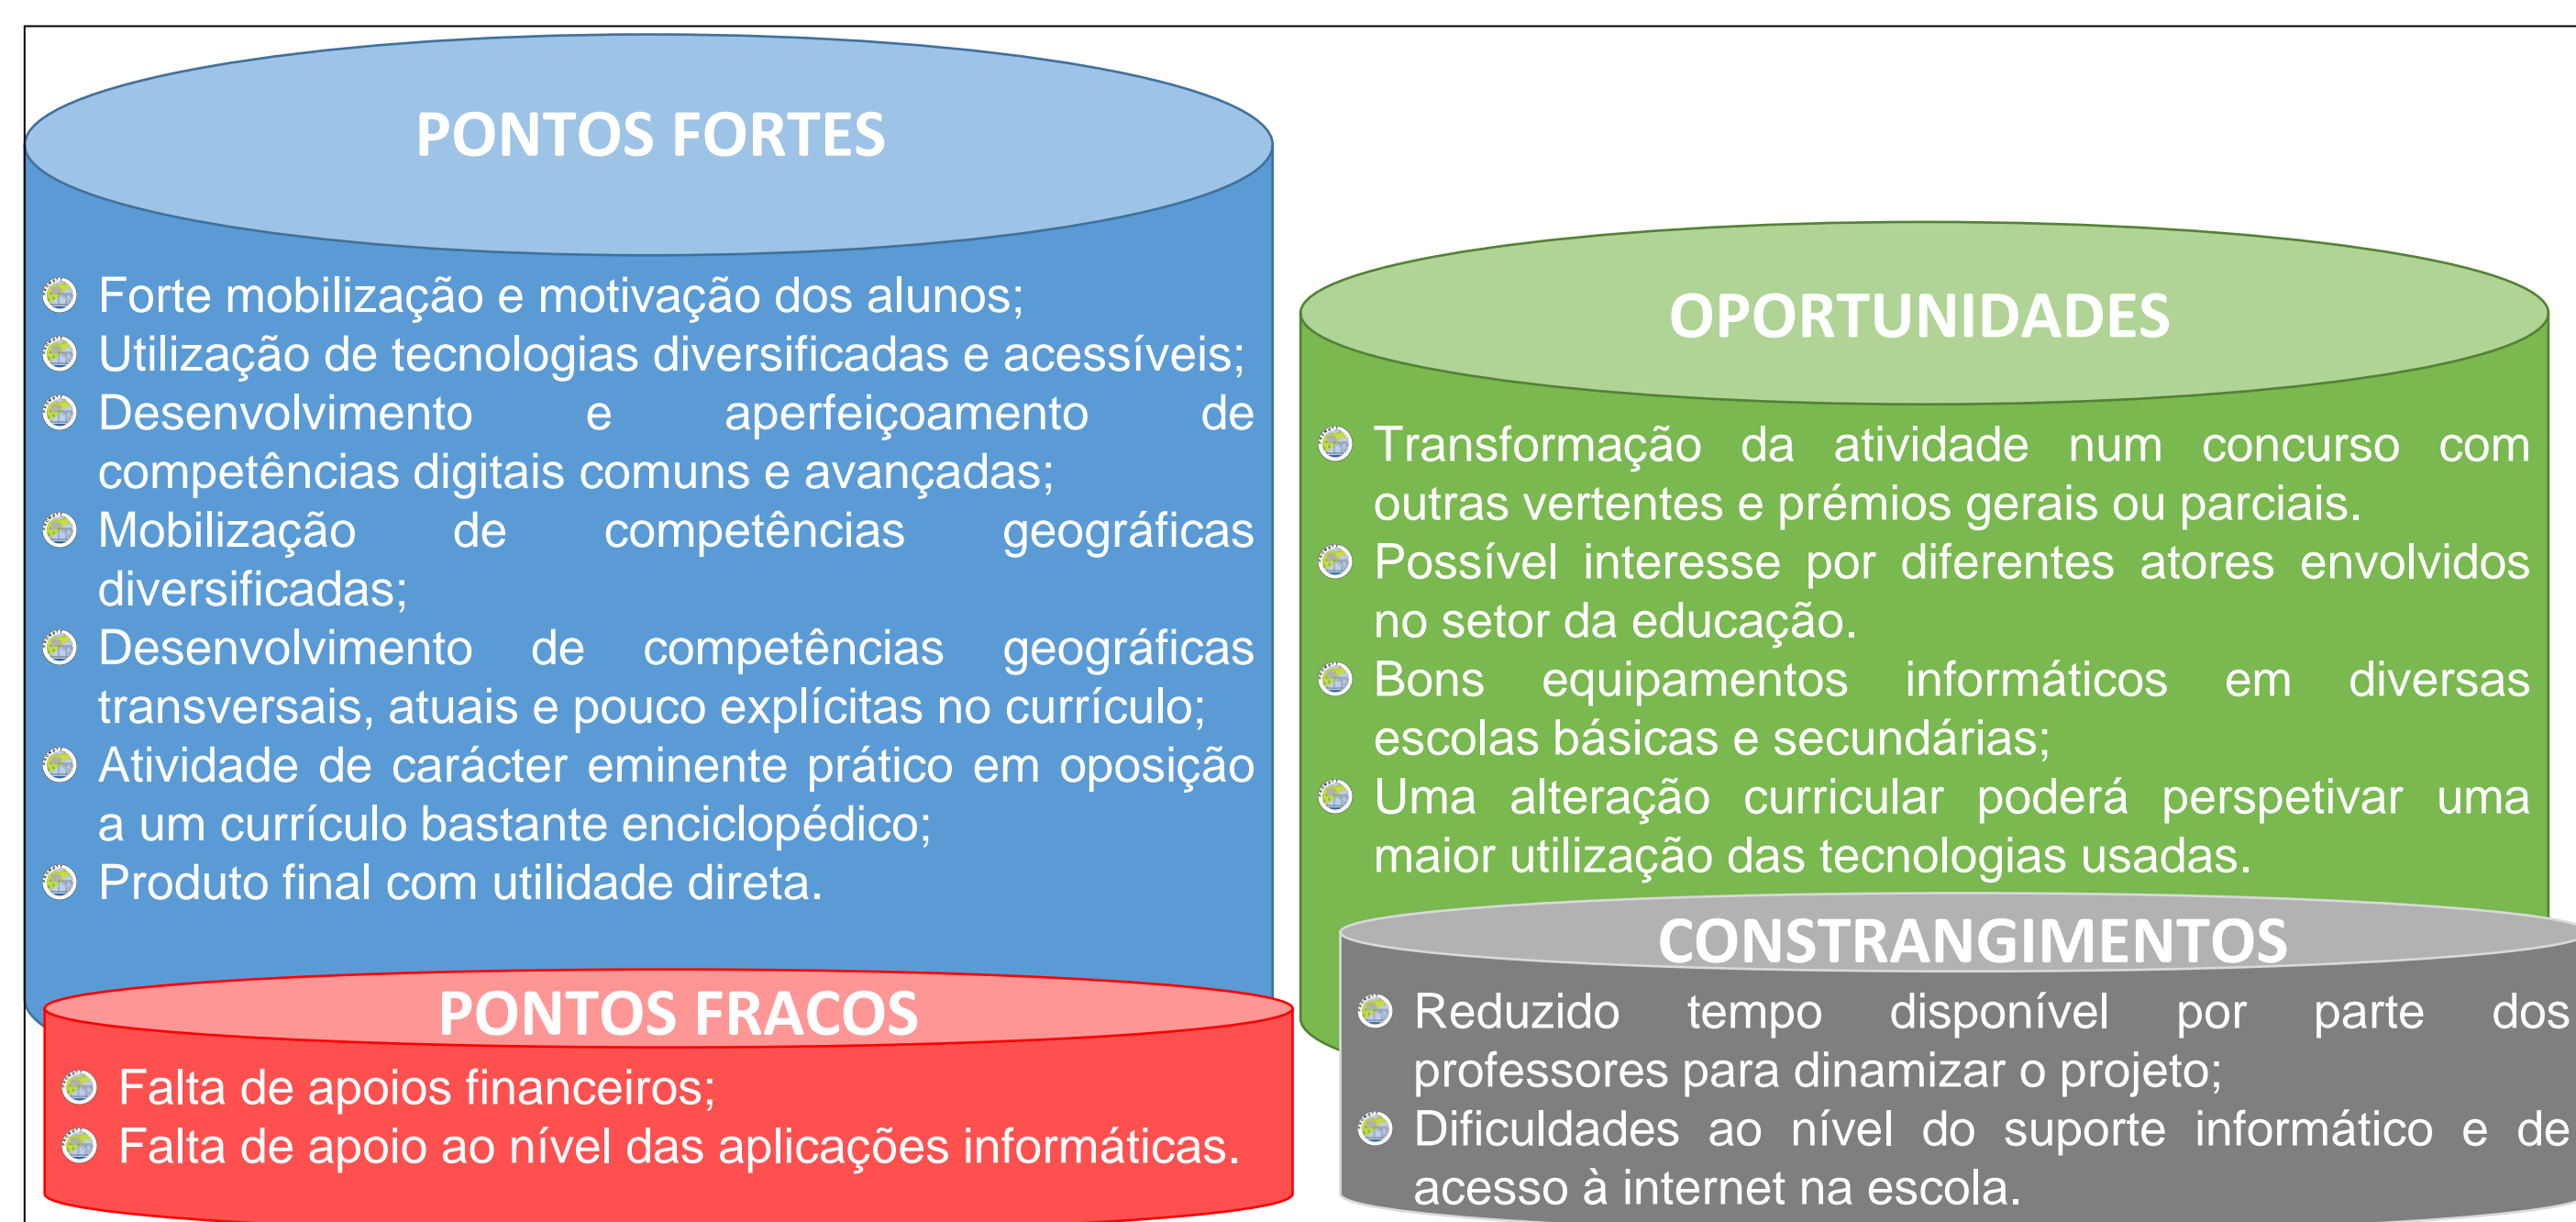 PONTOS FORTES
Forte mobilização e motivação dos alunos;
Utilização de tecnologias diversificadas e acessíveis;
Desenvolvimento e aperfeiçoamento de
competências digitais comuns e avançadas;
Mobilização de competências geográficas
diversificadas;
Desenvolvimento de competências geográficas
transversais, atuais e pouco explícitas no currículo;
Atividade de carácter eminente prático em oposição
a um currículo bastante enciclopédico;
Produto final com utilidade direta.
PONTOS FRACOS
Falta de apoios financeiros;
Falta de apoio ao nível das aplicações informáticas.
OPORTUNIDADES
Transformação da atividade num concurso com
outras vertentes e prémios gerais ou parciais.
Possível interesse por diferentes atores envolvidos
no setor da educação.
Bons equipamentos informáticos em diversas
escolas básicas e secundárias;
Uma alteração curricular poderá perspetivar uma
maior utilização das tecnologias usadas.
CONSTRANGIMENTOS
Reduzido tempo disponível por parte dos
professores para dinamizar o projeto;
Dificuldades ao nível do suporte informático e de
acesso à internet na escola.